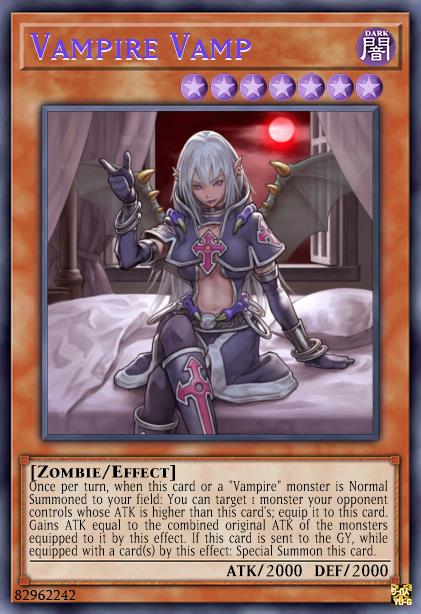 Vampire Vamp
DARK
闇
[Zombie/Effect]
Once per turn, when this card or a "Vampire" monster is Normal
Summoned to your field: You can target 1 monster your opponent
controls whose ATK is higher than this card's; equip it to this card.
Gains ATK equal to the combined original ATK of the monsters
equipped to it by this effect. If this card is sent to the GY, while
equipped with a card(s) by this effect: Special Summon this card.
ATK/2000 DEF/2000
82962242